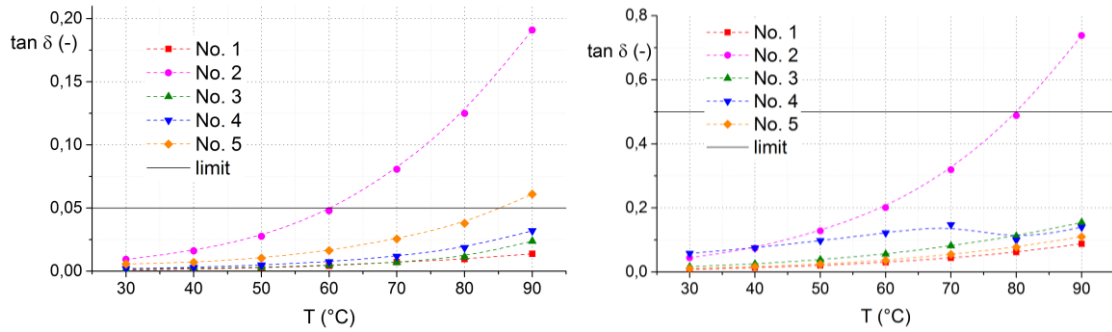 0,20
tan δ (-)
0,15
0,10
0,05
0,00
No. 1
No. 2
No. 3
No. 4
No. 5
limit
30 40 50 60 70 80 90
T (°C)
0,8
tan δ (-)
0,6
0,4
0,2
0,0
No. 1
No. 2
No. 3
No. 4
No. 5
limit
30 40 50 60 70 80 90
T (°C)